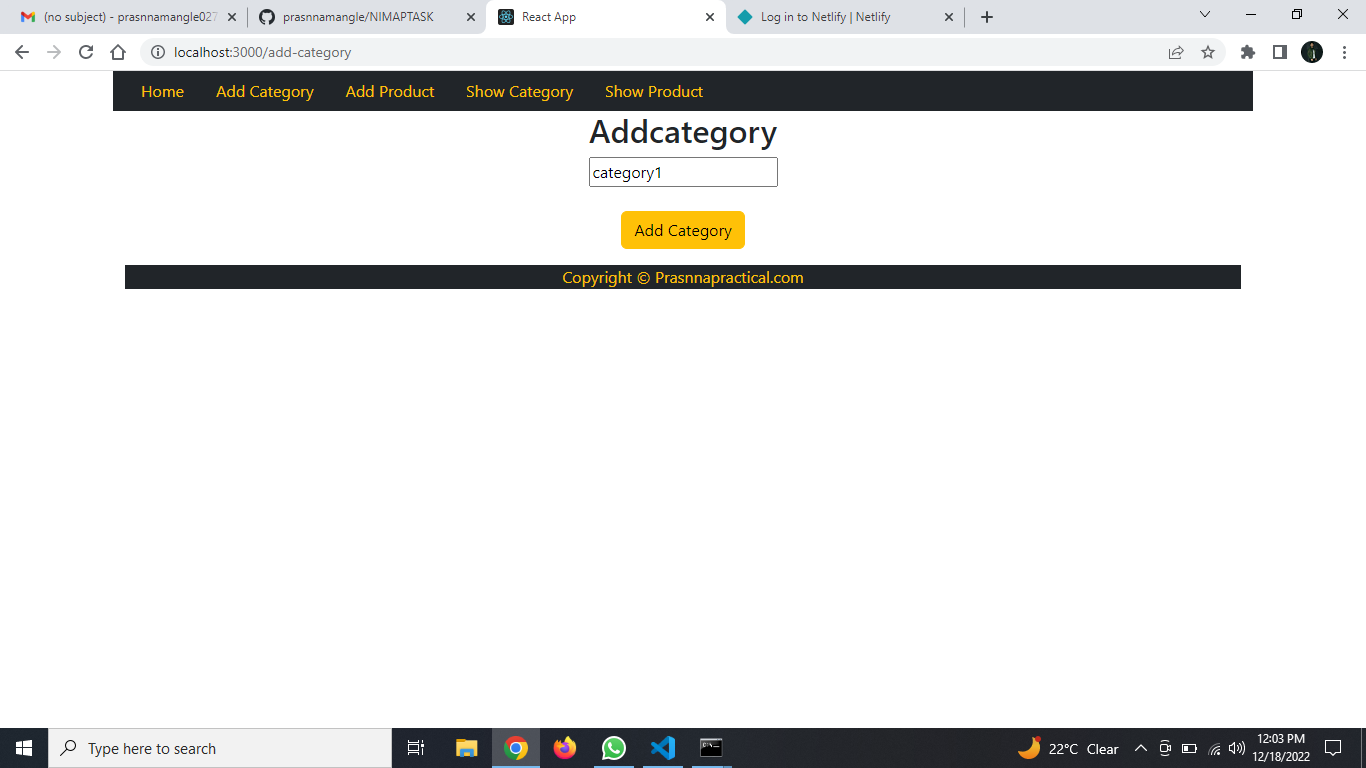 (no subject) - prasnnamangle027
prasnnamangle/NIMAPTASK
React App
Log in to Netlify | Netlify
localhost:3000/add-category
Home Add Category Add Product Show Category Show Product
Addcategory
category1
Add Category
Copyright © Prasnnapractical.com
Type here to search
22°C Clear
12:03 PM
12/18/2022